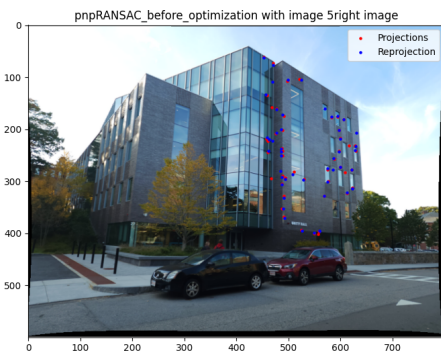 pnpRANSAC_before_optimization with image 5right image
Projections
Reprojection
0
100
200
300
400
500
0 100 200 300 400 500 600 700